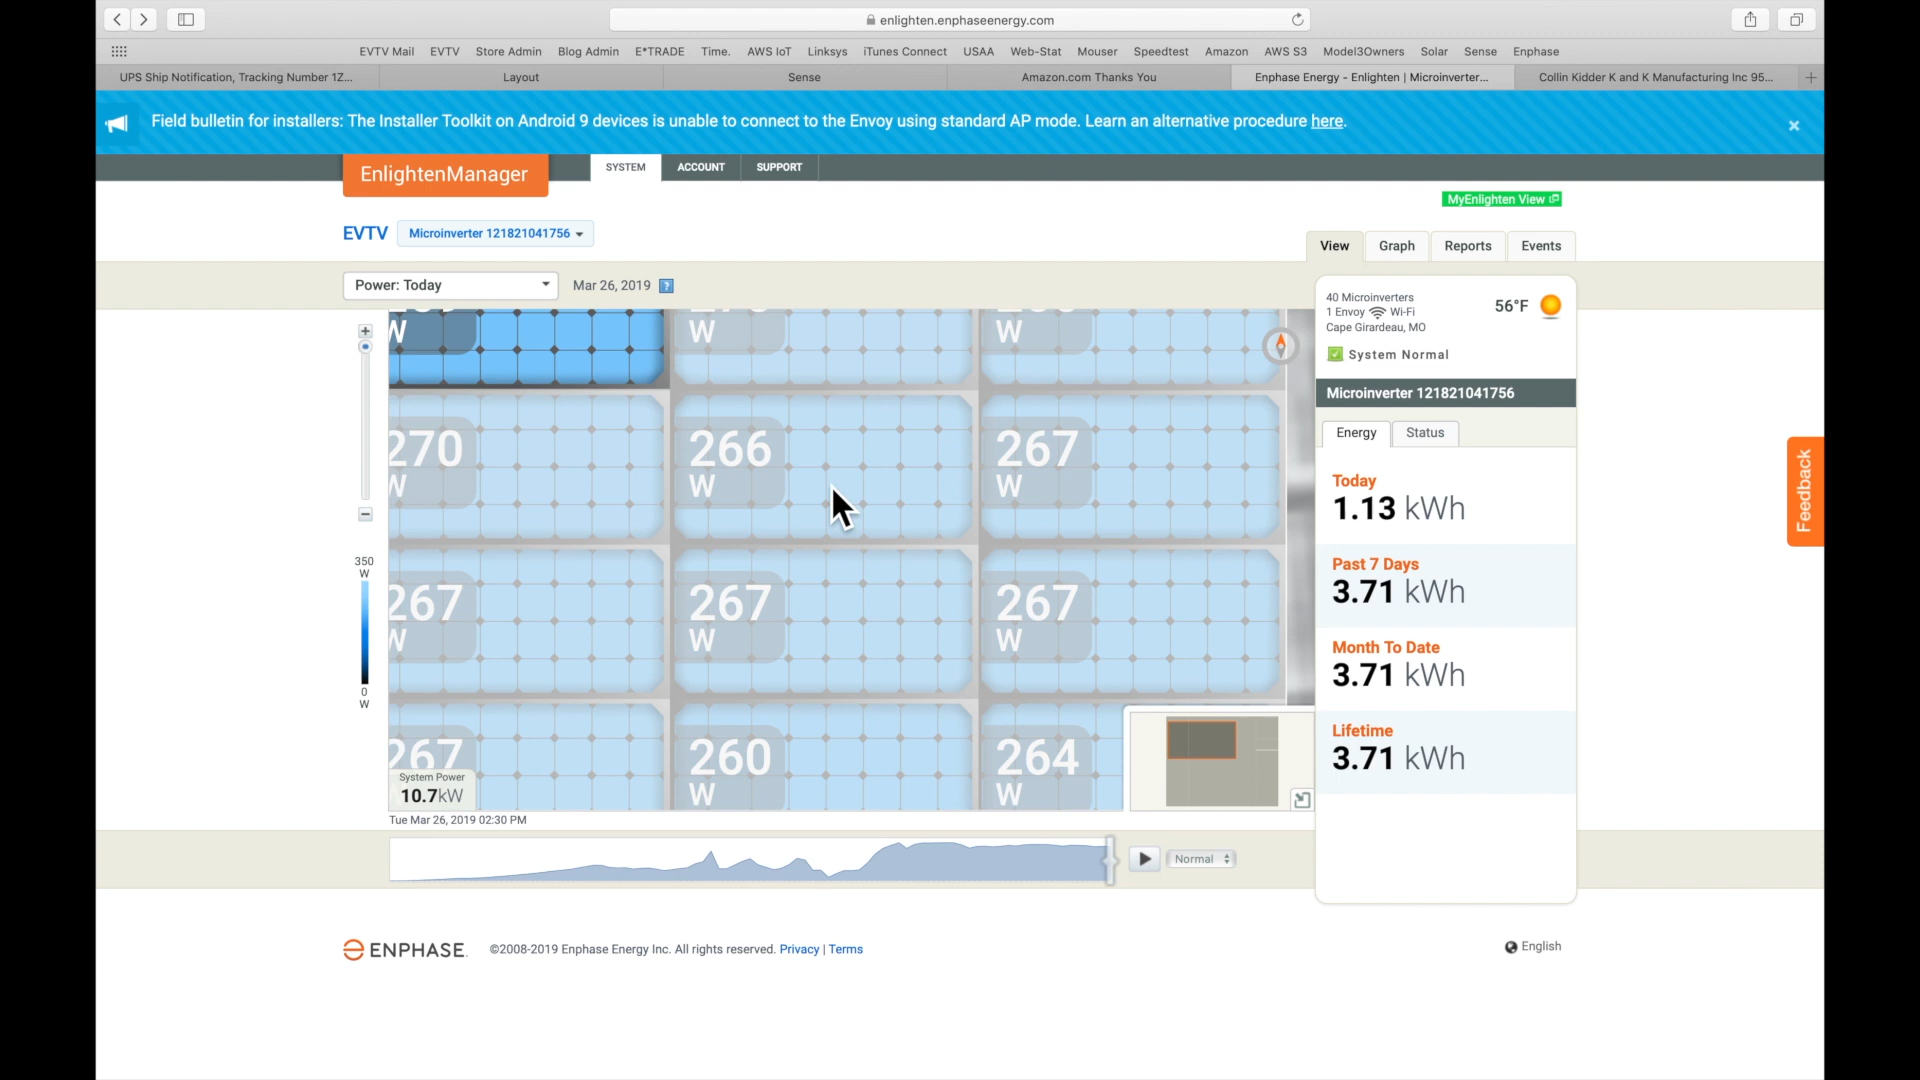 enlighten.enphaseenergy.com
EVTV Mail EVTV Store Admin Blog Admin E*TRADE Time. AWS IoT Linksys iTunes Connect USAA Web-Stat Mouser Speedtest Amazon AWS S3 Model3Owners Solar Sense Enphase
UPS Ship Notification, Tracking Number 1Z... Layout Sense Amazon.com Thanks You Enphase Energy - Enlighten | Microinverter... Collin Kidder K and K Manufacturing Inc 95...
Field bulletin for installers: The Installer Toolkit on Android 9 devices is unable to connect to the Envoy using standard AP mode. Learn an alternative procedure here.
EnlightenManager SYSTEM ACCOUNT SUPPORT
MyEnlighten View
EVTV Microinverter 121821041756
View Graph Reports Events
Power: Today Mar 26, 2019 ?
40 Microinverters
1 Envoy Wi-Fi
Cape Girardeau, MO
56°F
System Normal
Microinverter 121821041756
Energy Status
Today
1.13 kWh
Past 7 Days
3.71 kWh
Month To Date
3.71 kWh
Lifetime
3.71 kWh
W W W
270 266 267
W W W
267 267 267
W W W
267 260 264
W W
350
W
0
W
System Power
10.7kW
Tue Mar 26, 2019 02:30 PM
Normal
Feedback
ENPHASE. ©2008-2019 Enphase Energy Inc. All rights reserved. Privacy | Terms
English